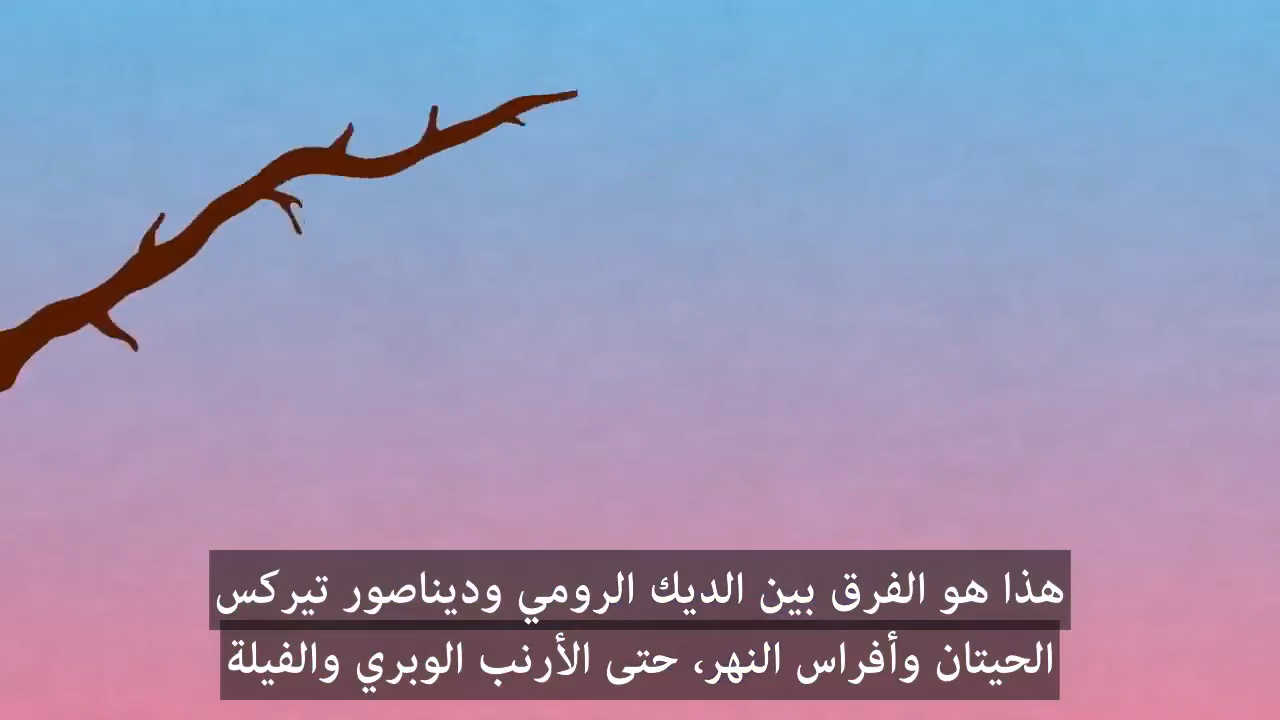 هذا هو الفرق بين الديك الرومي وديناصور تيركس
الحيتان وأفراس النهر، حتى الأرنب الوبري والفيلة